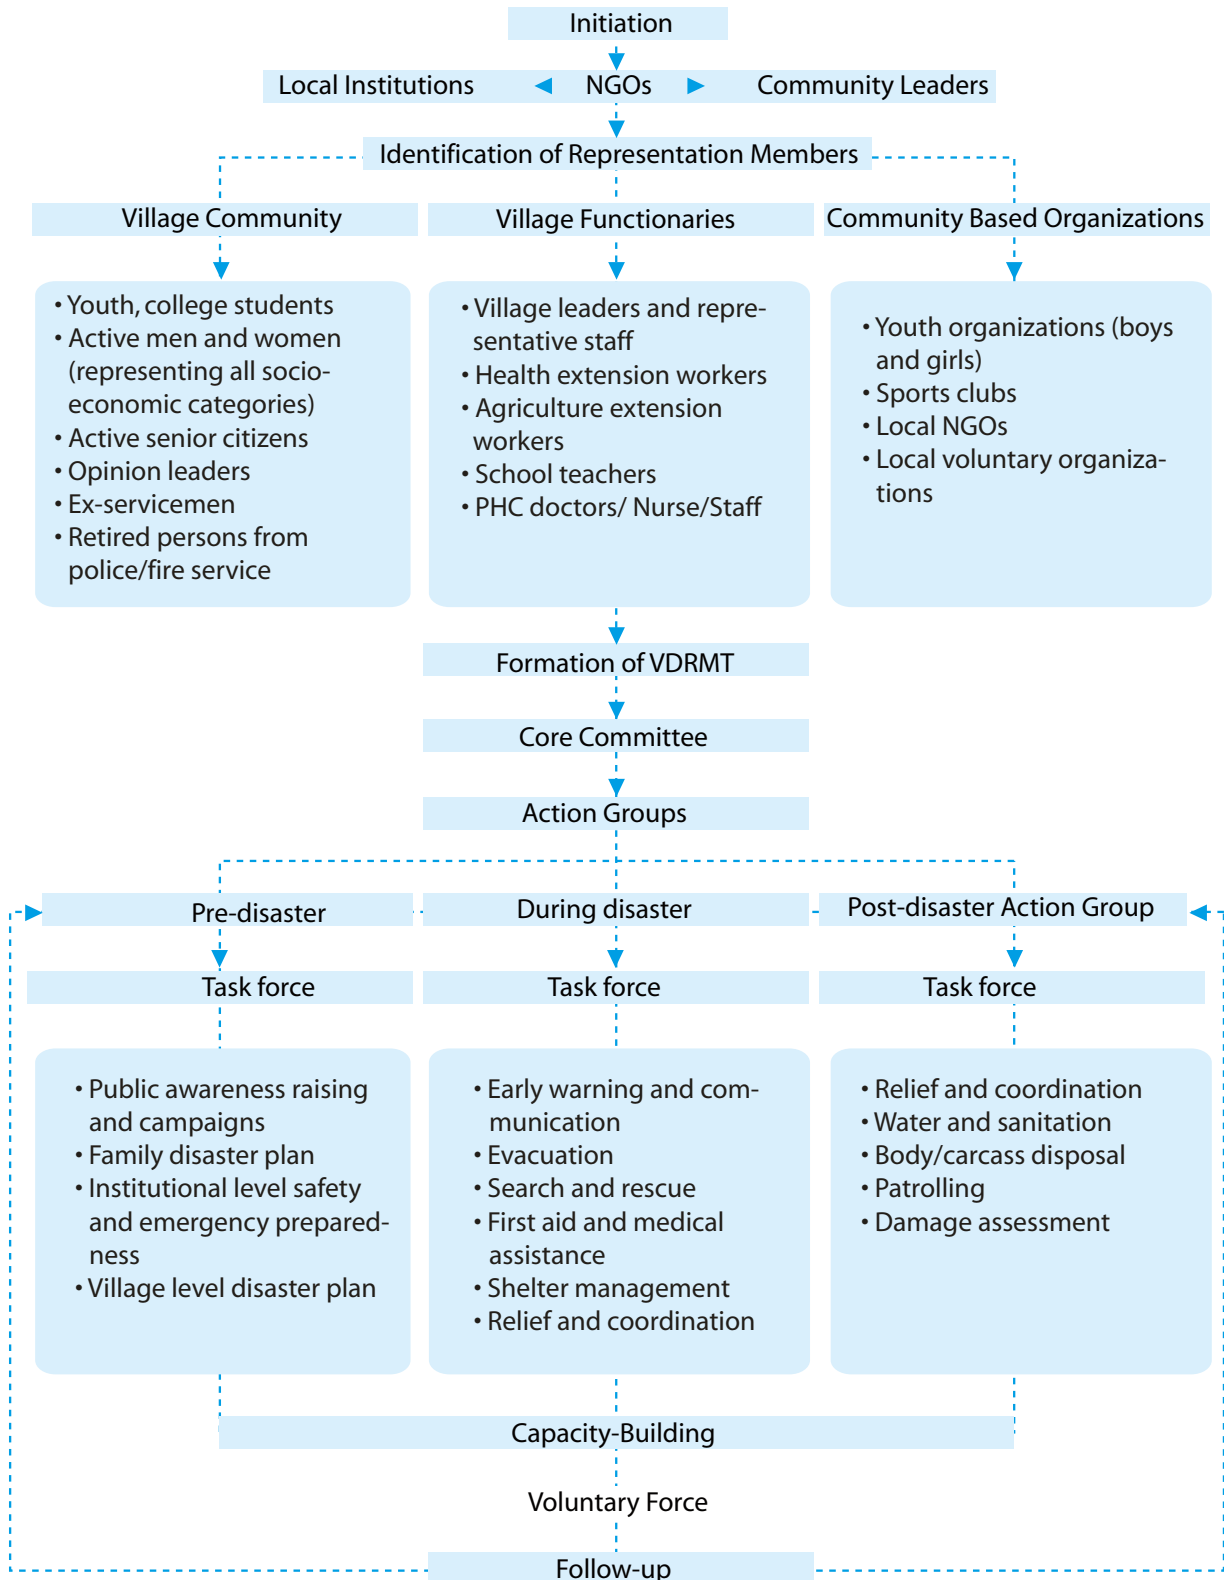 Initiation
Local Institutions NGOs Community Leaders
Identification of Representation Members
Village Community
• Youth, college students
• Active men and women
(representing all socio-
economic categories)
• Active senior citizens
• Opinion leaders
• Ex-servicemen
• Retired persons from
police/fire service
Village Functionaries
• Village leaders and repre-
sentative staff
• Health extension workers
• Agriculture extension
workers
• School teachers
• PHC doctors/ Nurse/Staff
Community Based Organizations
• Youth organizations (boys
and girls)
• Sports clubs
• Local NGOs
• Local voluntary organiza-
tions
Formation of VDRMT
Core Committee
Action Groups
Pre-disaster
Task force
• Public awareness raising
and campaigns
• Family disaster plan
• Institutional level safety
and emergency prepared-
ness
• Village level disaster plan
During disaster
Task force
• Early warning and com-
munication
• Evacuation
• Search and rescue
• First aid and medical
assistance
• Shelter management
• Relief and coordination
Post-disaster Action Group
Task force
• Relief and coordination
• Water and sanitation
• Body/carcass disposal
• Patrolling
• Damage assessment
Capacity-Building
Voluntary Force
Follow-up